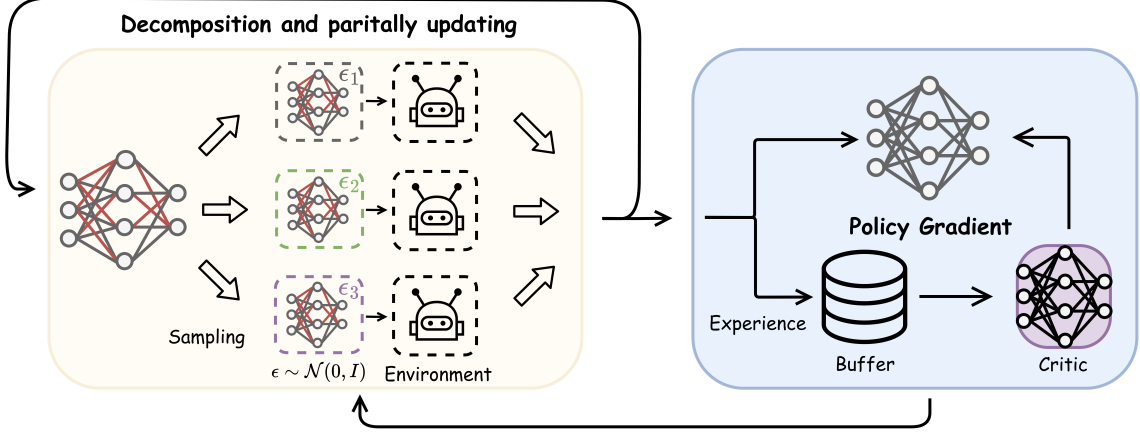 Decomposition and paritally updating
ϵ₁
ϵ₂
ϵ₃
Sampling
ϵ ∼ 𝒩(0, I)
Environment
Policy Gradient
Experience
Buffer
Critic